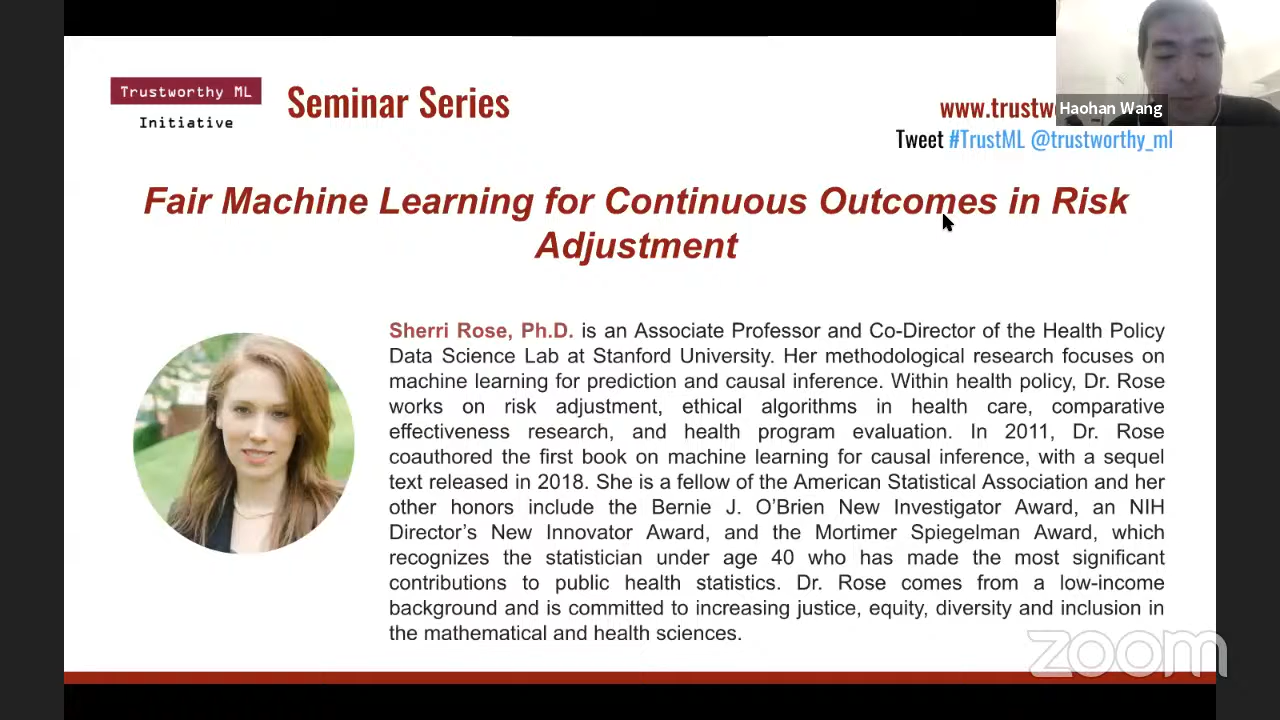 Trustworthy ML
Initiative
Seminar Series
www.trustw
Haohan Wang
Tweet #TrustML @trustworthy_ml
Fair Machine Learning for Continuous Outcomes in Risk
Adjustment
Sherri Rose, Ph.D. is an Associate Professor and Co-Director of the Health Policy
Data Science Lab at Stanford University. Her methodological research focuses on
machine learning for prediction and causal inference. Within health policy, Dr. Rose
works on risk adjustment, ethical algorithms in health care, comparative
effectiveness research, and health program evaluation. In 2011, Dr. Rose
coauthored the first book on machine learning for causal inference, with a sequel
text released in 2018. She is a fellow of the American Statistical Association and her
other honors include the Bernie J. O’Brien New Investigator Award, an NIH
Director’s New Innovator Award, and the Mortimer Spiegelman Award, which
recognizes the statistician under age 40 who has made the most significant
contributions to public health statistics. Dr. Rose comes from a low-income
background and is committed to increasing justice, equity, diversity and inclusion in
the mathematical and health sciences.
zoom